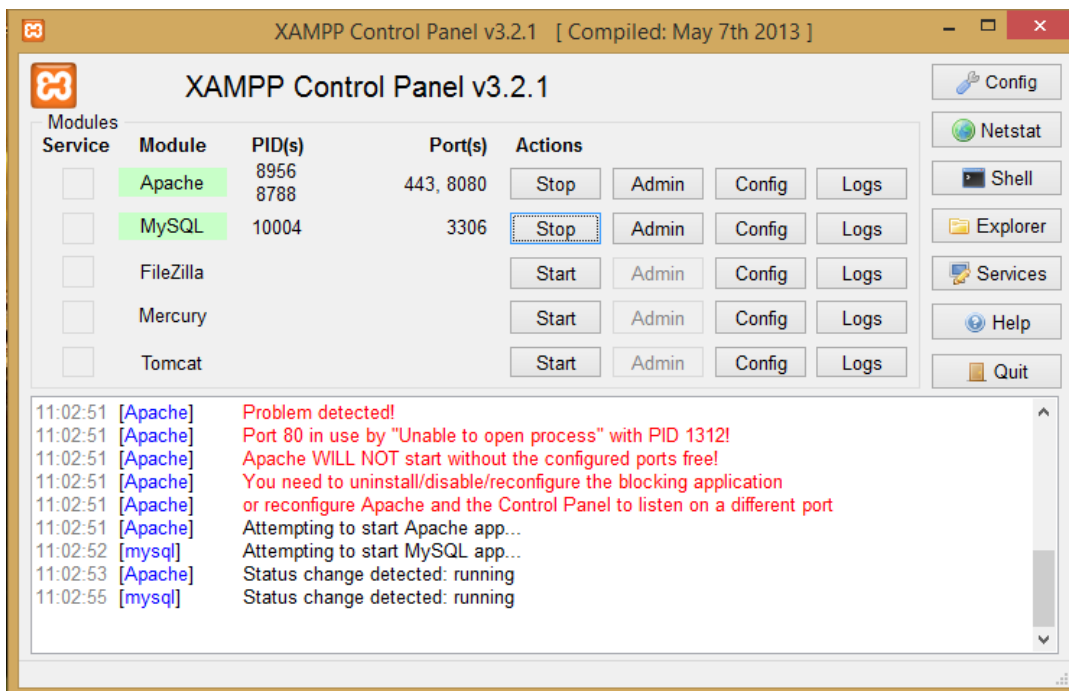 XAMPP Control Panel v3.2.1 [ Compiled: May 7th 2013 ]
XAMPP Control Panel v3.2.1
Config
Modules
Netstat
Service Module PID(s) Port(s) Actions
Apache 8956 8788 443, 8080 Stop Admin Config Logs
Shell
MySQL 10004 3306 Stop Admin Config Logs
Explorer
FileZilla Start Admin Config Logs
Services
Mercury Start Admin Config Logs
Help
Tomcat Start Admin Config Logs
Quit
11:02:51 [Apache] Problem detected!
11:02:51 [Apache] Port 80 in use by "Unable to open process" with PID 1312!
11:02:51 [Apache] Apache WILL NOT start without the configured ports free!
11:02:51 [Apache] You need to uninstall/disable/reconfigure the blocking application
11:02:51 [Apache] or reconfigure Apache and the Control Panel to listen on a different port
11:02:51 [Apache] Attempting to start Apache app...
11:02:52 [mysql] Attempting to start MySQL app...
11:02:53 [Apache] Status change detected: running
11:02:55 [mysql] Status change detected: running